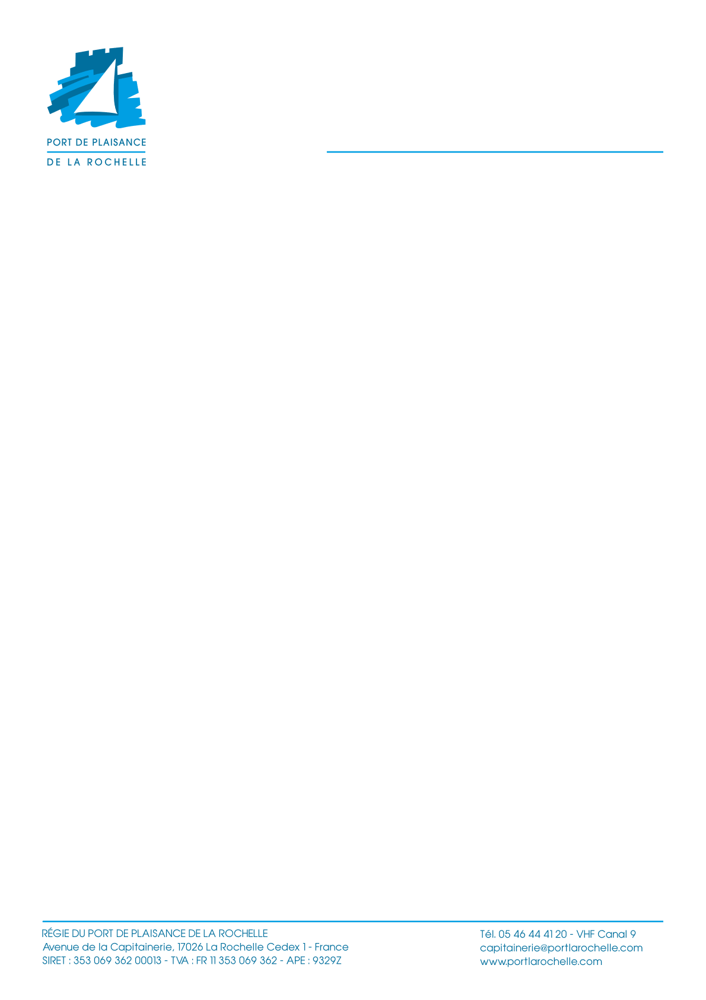 PORT DE PLAISANCE
DE LA ROCHELLE
RÉGIE DU PORT DE PLAISANCE DE LA ROCHELLE
Avenue de la Capitainerie, 17026 La Rochelle Cedex 1 - France
SIRET : 353 069 362 00013 - TVA : FR 11 353 069 362 - APE : 9329Z
Tél. 05 46 44 41 20 - VHF Canal 9
capitainerie@portlarochelle.com
www.portlarochelle.com